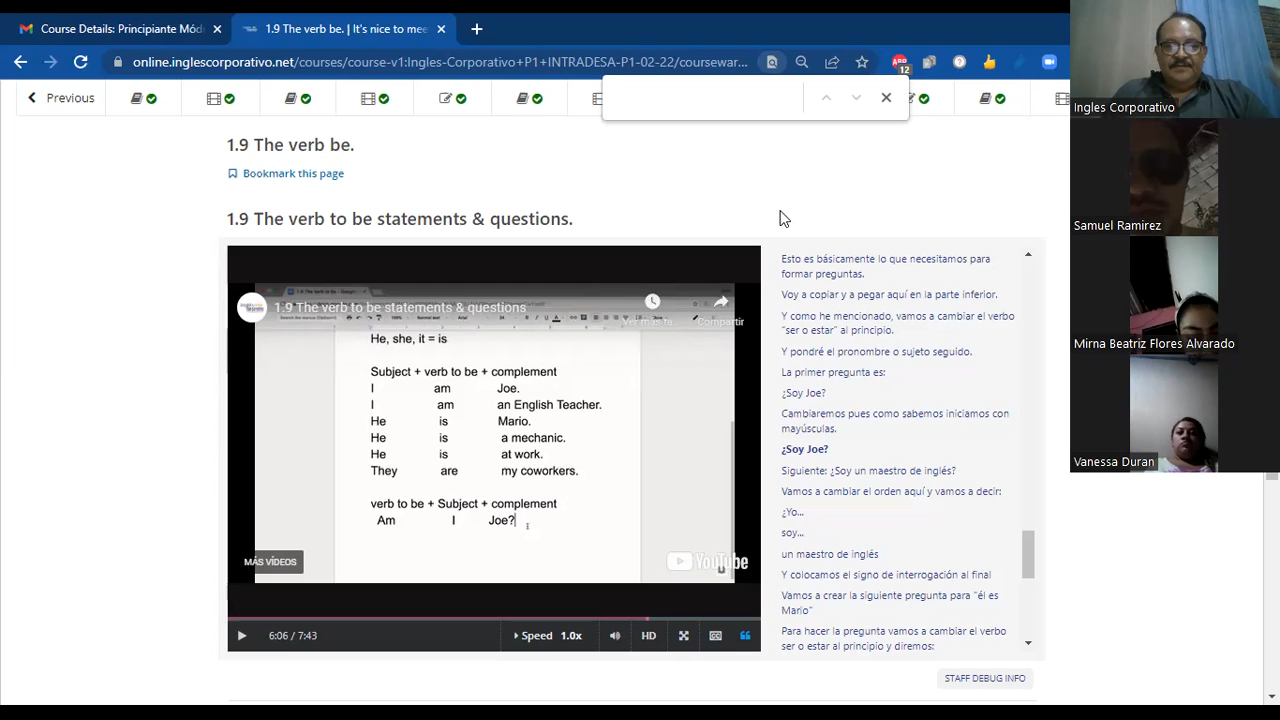 Course Details: Principiante Mód
1.9 The verb be. | It's nice to mee
online.inglescorporativo.net/courses/course-v1:Ingles-Corporativo+P1+INTRADESA-P1-02-22/coursewar...
12
Previous
1.9 The verb be.
Bookmark this page
1.9 The verb to be statements & questions.
1.9 The verb to be statements & questions
Ver más ta
Compartir
He, she, it = is
Subject + verb to be + complement
I am Joe.
I am an English Teacher.
He is Mario.
He is a mechanic.
He is at work.
They are my coworkers.
verb to be + Subject + complement
Am I Joe?
MÁS VÍDEOS
YouTube
6:06 / 7:43
Speed 1.0x
HD
Esto es básicamente lo que necesitamos para
formar preguntas.
Voy a copiar y a pegar aquí en la parte inferior.
Y como he mencionado, vamos a cambiar el verbo
“ser o estar” al principio.
Y pondré el pronombre o sujeto seguido.
La primer pregunta es:
¿Soy Joe?
Cambiaremos pues como sabemos iniciamos con
mayúsculas.
¿Soy Joe?
Siguiente: ¿Soy un maestro de inglés?
Vamos a cambiar el orden aquí y vamos a decir:
¿Yo...
soy...
un maestro de inglés
Y colocamos el signo de interrogación al final
Vamos a crear la siguiente pregunta para “él es
Mario”
Para hacer la pregunta vamos a cambiar el verbo
ser o estar al principio y diremos:
STAFF DEBUG INFO
Ingles Corporativo
Samuel Ramirez
Mirna Beatriz Flores Alvarado
Vanessa Duran